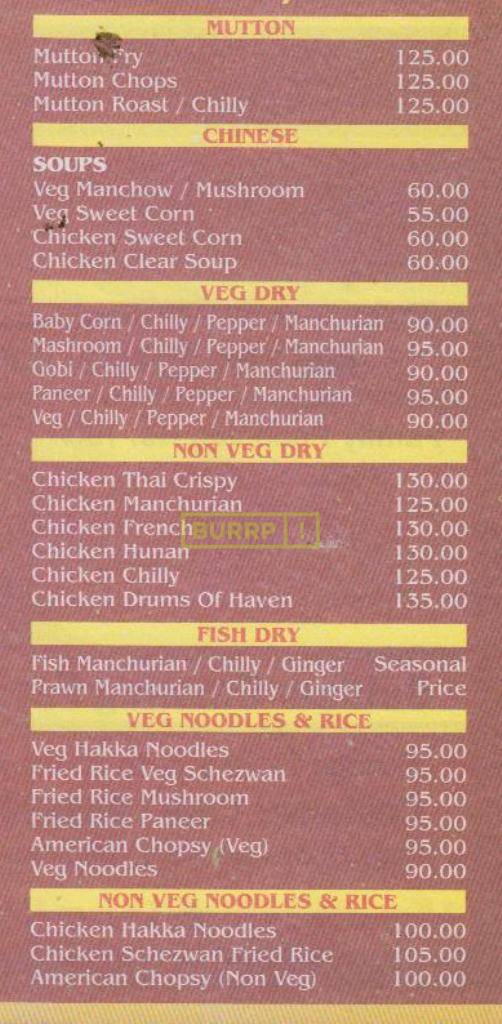 MUTTON
Mutton Fry 125.00
Mutton Chops 125.00
Mutton Roast / Chilly 125.00
CHINESE
SOUPS
Veg Manchow / Mushroom 60.00
Veg Sweet Corn 55.00
Chicken Sweet Corn 60.00
Chicken Clear Soup 60.00
VEG DRY
Baby Corn / Chilly / Pepper / Manchurian 90.00
Mashroom / Chilly / Pepper / Manchurian 95.00
Gobi / Chilly / Pepper / Manchurian 90.00
Paneer / Chilly / Pepper / Manchurian 95.00
Veg / Chilly / Pepper / Manchurian 90.00
NON VEG DRY
Chicken Thai Crispy 130.00
Chicken Manchurian 125.00
Chicken French 130.00
BURRP !
Chicken Hunan 130.00
Chicken Chilly 125.00
Chicken Drums Of Haven 135.00
FISH DRY
Fish Manchurian / Chilly / Ginger Seasonal
Prawn Manchurian / Chilly / Ginger Price
VEG NOODLES & RICE
Veg Hakka Noodles 95.00
Fried Rice Veg Schezwan 95.00
Fried Rice Mushroom 95.00
Fried Rice Paneer 95.00
American Chopsy (Veg) 95.00
Veg Noodles 90.00
NON VEG NOODLES & RICE
Chicken Hakka Noodles 100.00
Chicken Schezwan Fried Rice 105.00
American Chopsy (Non Veg) 100.00